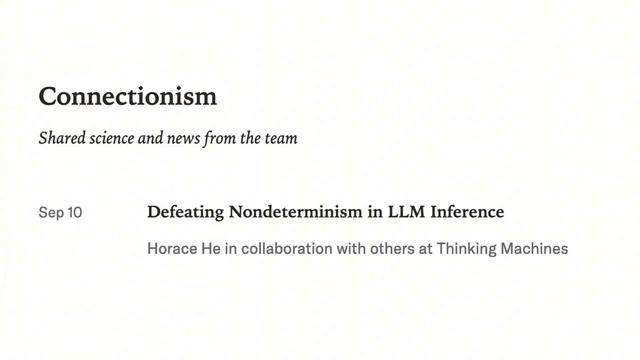 Connectionism
Shared science and news from the team
Sep 10
Defeating Nondeterminism in LLM Inference
Horace He in collaboration with others at Thinking Machines